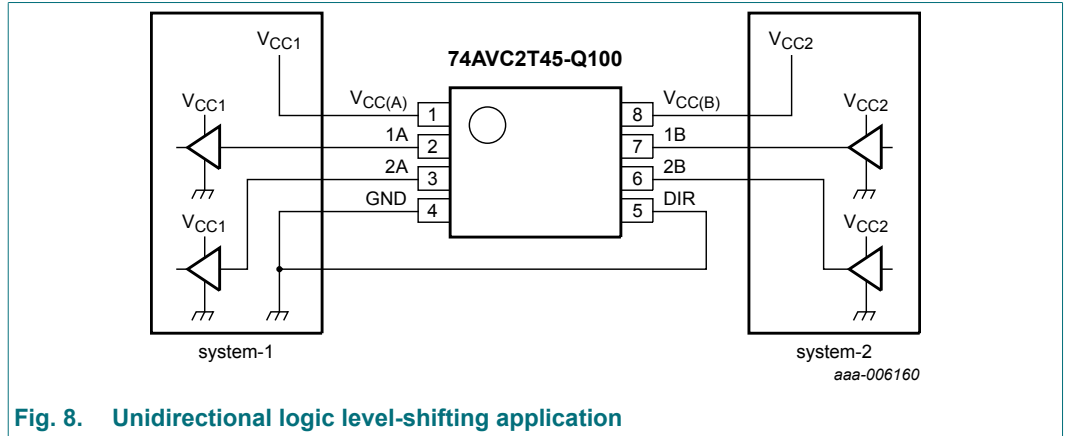 VCC1
VCC2
74AVC2T45-Q100
VCC1
VCC(A)
1
8
VCC(B)
VCC2
1A
2
7
1B
2A
3
6
2B
GND
4
5
DIR
VCC1
VCC2
system-1
system-2
aaa-006160
Fig. 8. Unidirectional logic level-shifting application